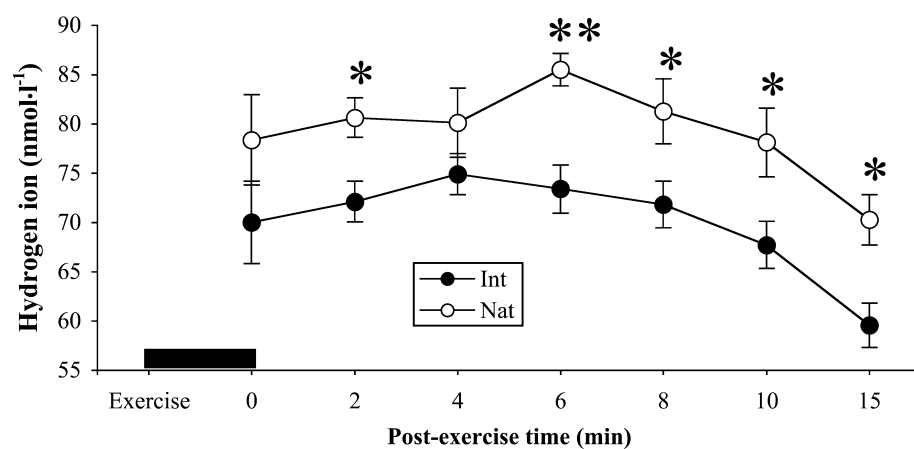 90
85
80
75
70
65
60
55
Hydrogen ion (nmol·l⁻¹)
* * * * * *
Int
Nat
Exercise 0 2 4 6 8 10 15
Post-exercise time (min)